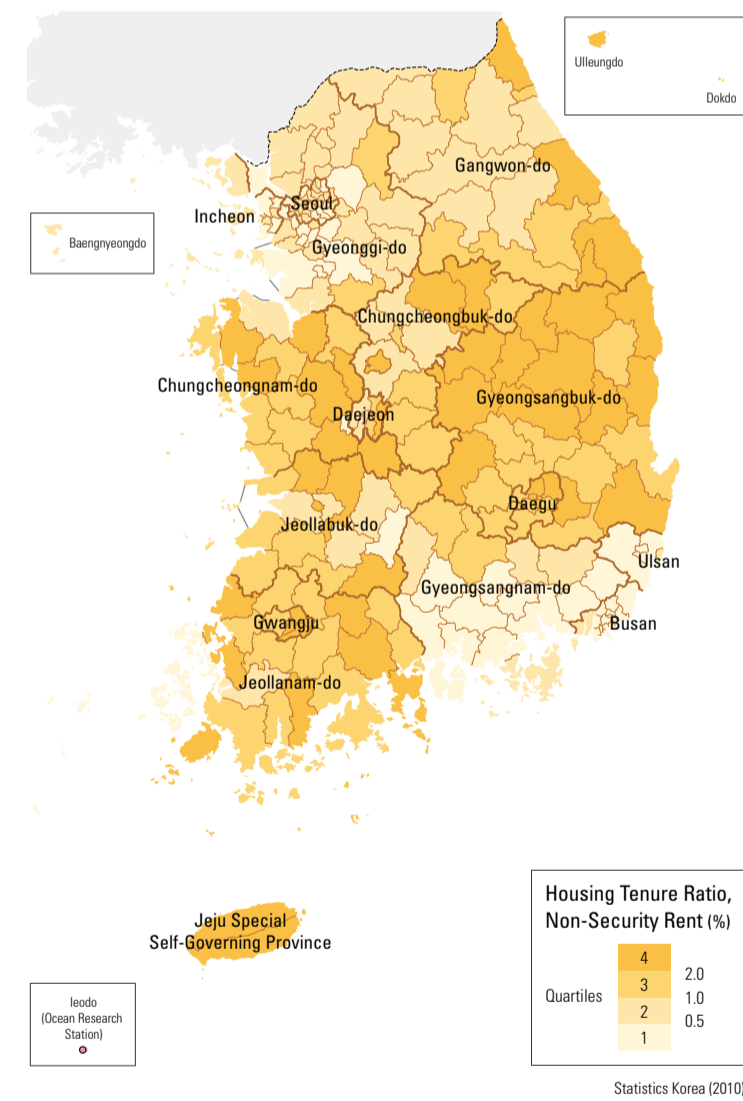 Ulleungdo
Dokdo
Gangwon-do
Seoul
Incheon
Baengnyeongdo
Gyeonggi-do
Chungcheongbuk-do
Chungcheongnam-do
Gyeongsangbuk-do
Daejeon
Daegu
Jeollabuk-do
Ulsan
Gyeongsangnam-do
Gwangju
Busan
Jeollanam-do
Jeju Special
Self-Governing Province
Housing Tenure Ratio,
Non-Security Rent (%)
Quartiles
4
3
2
1
2.0
1.0
0.5
Ieodo
(Ocean Research
Station)
Statistics Korea (2010)